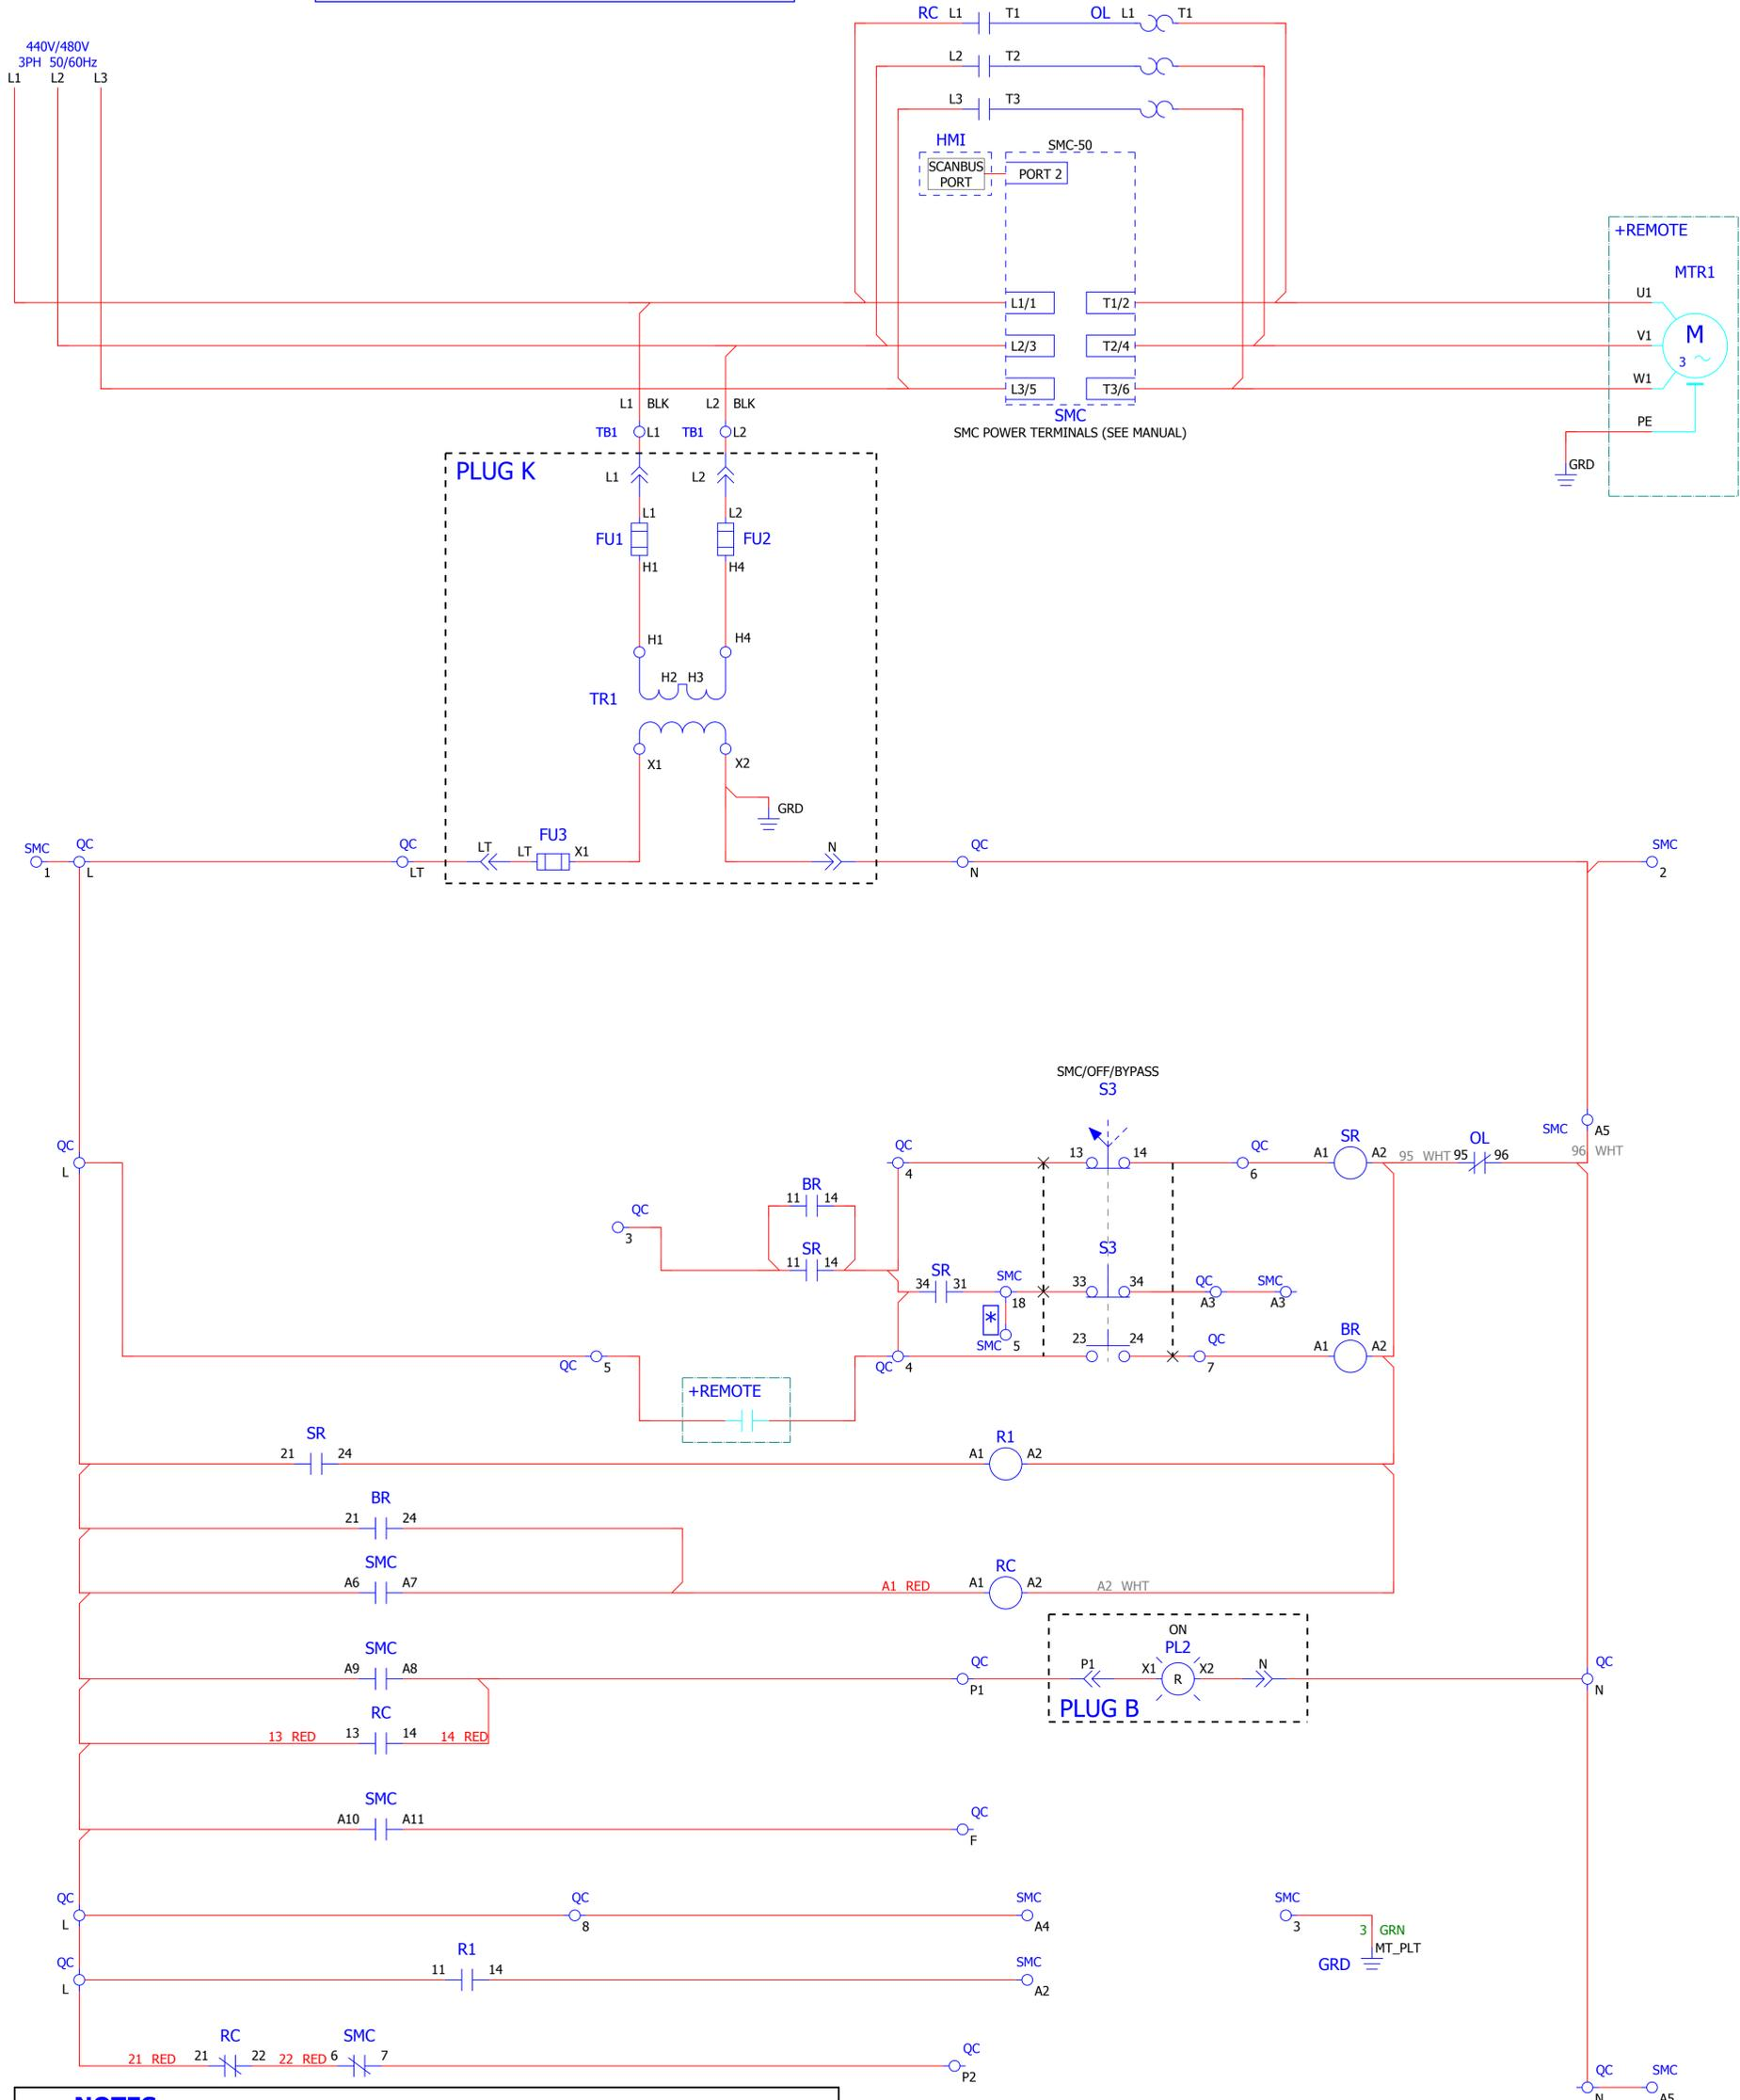 RC L1 T1 OL L1 T1
440V/480V
3PH 50/60Hz
L1 L2 L3
L2 T2
L3 T3
HMI
SMC-50
SCANBUS
PORT
PORT 2
+REMOTE
MTR1
L1/1 T1/2 U1
M
3
L2/3 T2/4 V1
L3/5 T3/6 W1
SMC
SMC POWER TERMINALS (SEE MANUAL)
PE
GRD
L1 BLK L2 BLK
TB1 L1 TB1 L2
PLUG K
L1 L2
L1 L2
FU1 FU2
H1 H4
H1 H4
H2 H3
TR1
X1 X2
GRD
FU3
SMC QC QC LT LT X1 N QC SMC
1 L LT N 2
SMC/OFF/BYPASS
S3
SMC A5
QC QC 13 14 QC SR OL
L 4 6 A1 A2 95 WHT 95 96 96 WHT
BR
11 14
QC
3
SR
11 14
S3
SR
34 31 SMC 33 34 QC SMC
18 A3 A3
*
SMC 5
23 24 QC BR
A1 A2
QC 5 QC 4 7
+REMOTE
SR R1
21 24 A1 A2
BR
21 24
SMC RC
A6 A7 A1 RED A1 A2 A2 WHT
ON
PL2
SMC
A9 A8 QC P1 X1 R X2 N QC
P1 N
PLUG B
RC
13 RED 13 14 14 RED
SMC
A10 A11 QC
F
QC QC SMC SMC
L 8 A4 3
3 GRN
MT_PLT
GRD
R1
QC 11 14 SMC
L A2
RC SMC
21 RED 21 22 22 RED 6 7 QC
P2
QC SMC
N A5
NOTES